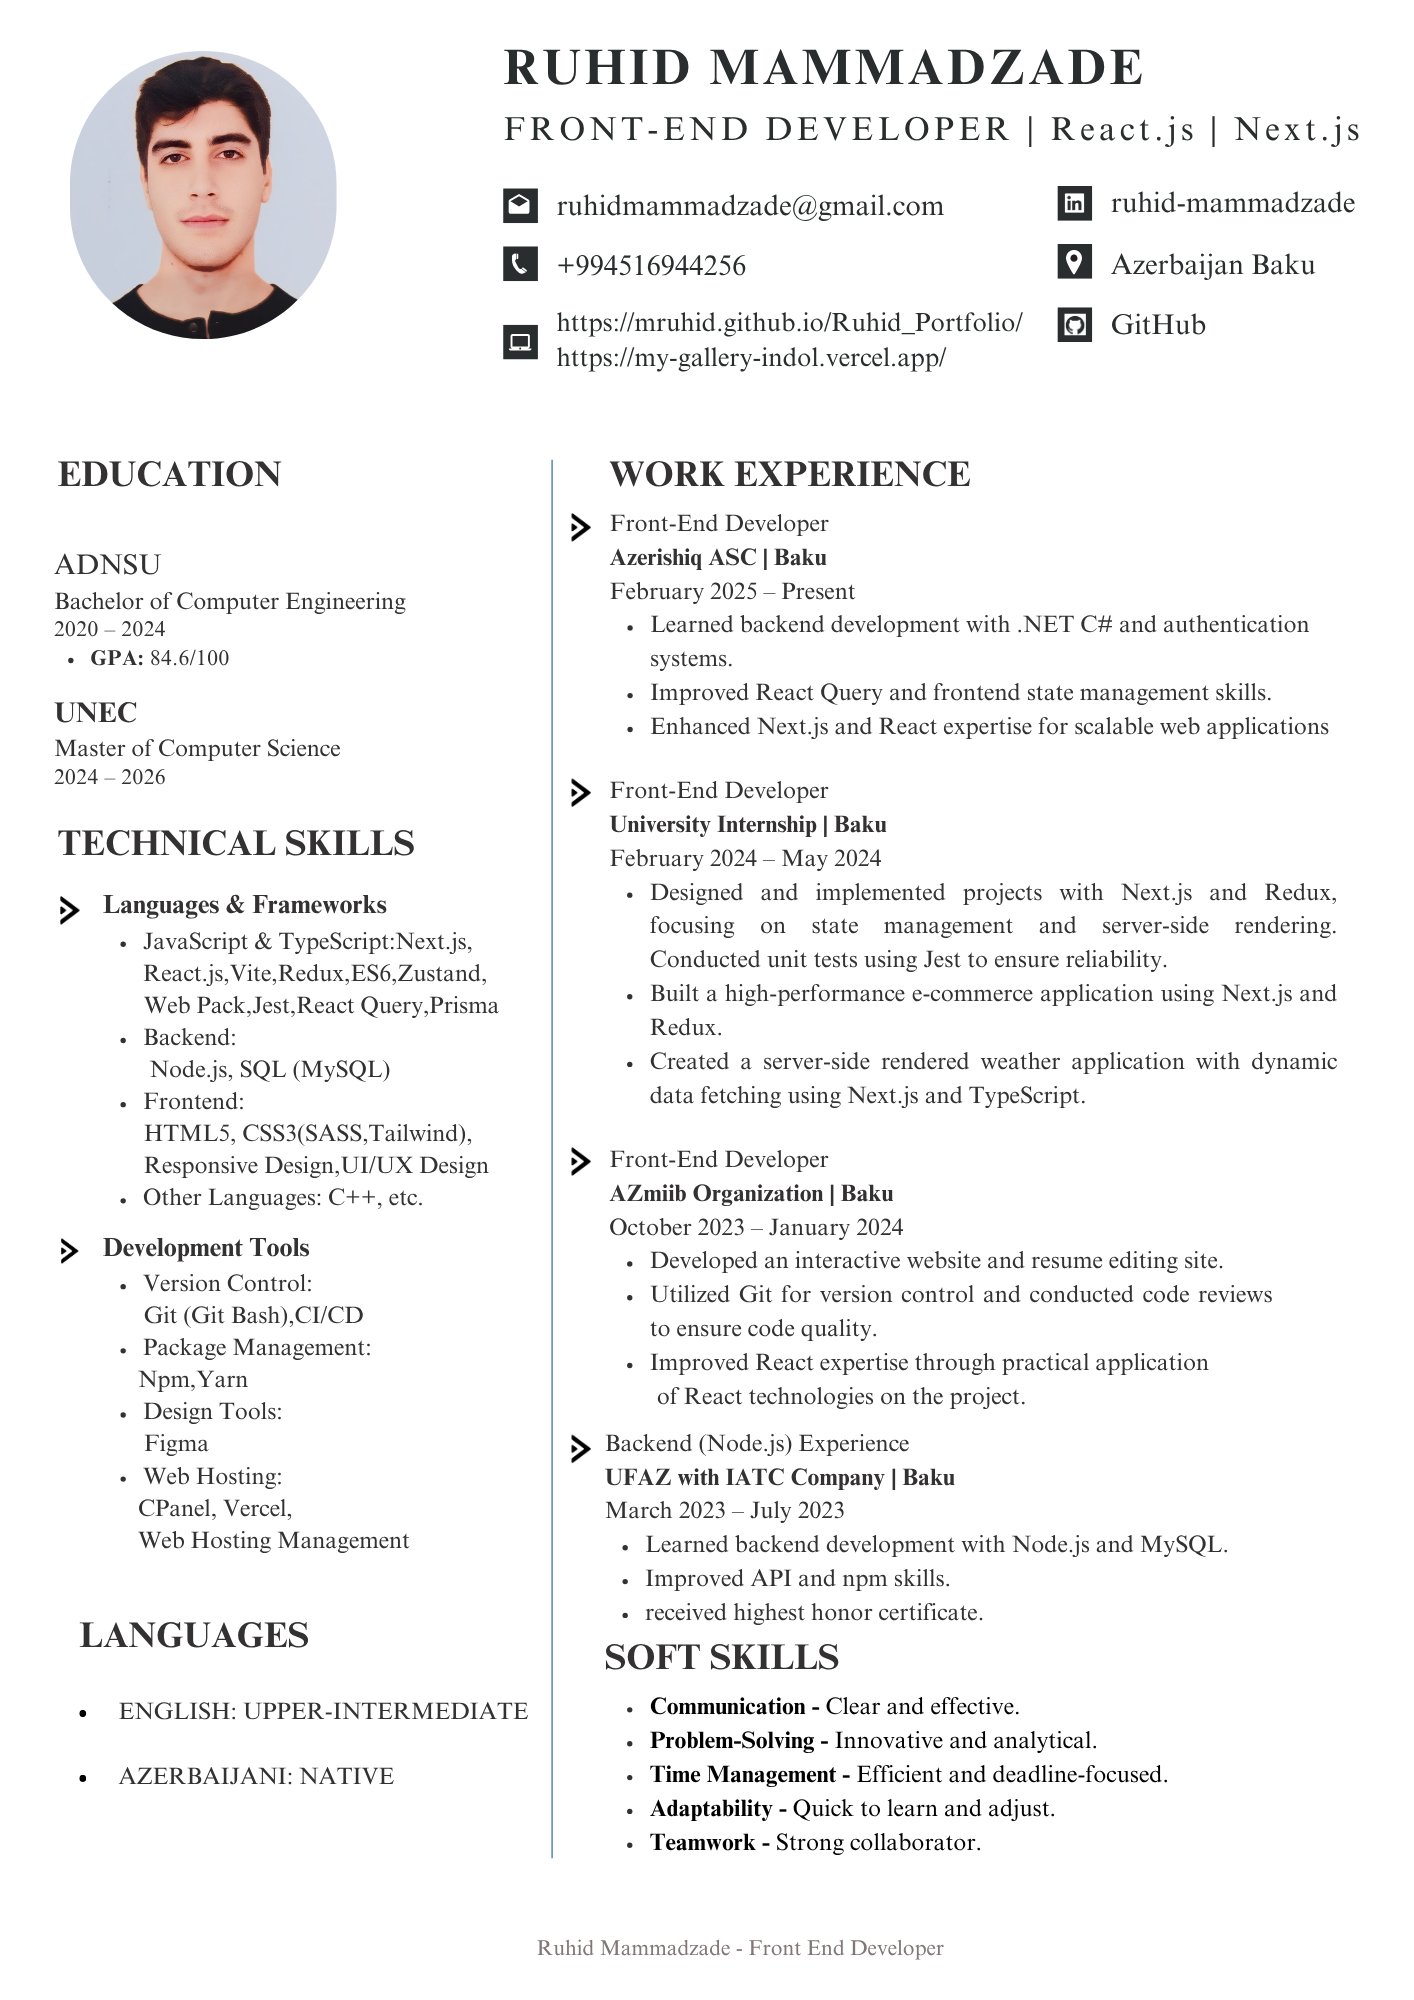 RUHID MAMMADZADE
FRONT-END DEVELOPER | React.js | Next.js
ruhidmammadzade@gmail.com
ruhid-mammadzade
+994516944256
Azerbaijan Baku
https://mruhid.github.io/Ruhid_Portfolio/
https://my-gallery-indol.vercel.app/
GitHub
EDUCATION
ADNSU
Bachelor of Computer Engineering
2020 – 2024
• GPA: 84.6/100
UNEC
Master of Computer Science
2024 – 2026
TECHNICAL SKILLS
Languages & Frameworks
• JavaScript & TypeScript:Next.js,
React.js,Vite,Redux,ES6,Zustand,
Web Pack,Jest,React Query,Prisma
• Backend:
Node.js, SQL (MySQL)
• Frontend:
HTML5, CSS3(SASS,Tailwind),
Responsive Design,UI/UX Design
• Other Languages: C++, etc.
Development Tools
• Version Control:
Git (Git Bash),CI/CD
• Package Management:
Npm,Yarn
• Design Tools:
Figma
• Web Hosting:
CPanel, Vercel,
Web Hosting Management
LANGUAGES
• ENGLISH: UPPER-INTERMEDIATE
• AZERBAIJANI: NATIVE
WORK EXPERIENCE
Front-End Developer
Azerishiq ASC | Baku
February 2025 – Present
• Learned backend development with .NET C# and authentication
systems.
• Improved React Query and frontend state management skills.
• Enhanced Next.js and React expertise for scalable web applications
Front-End Developer
University Internship | Baku
February 2024 – May 2024
• Designed and implemented projects with Next.js and Redux,
focusing on state management and server-side rendering.
Conducted unit tests using Jest to ensure reliability.
• Built a high-performance e-commerce application using Next.js and
Redux.
• Created a server-side rendered weather application with dynamic
data fetching using Next.js and TypeScript.
Front-End Developer
AZmiib Organization | Baku
October 2023 – January 2024
• Developed an interactive website and resume editing site.
• Utilized Git for version control and conducted code reviews
to ensure code quality.
• Improved React expertise through practical application
of React technologies on the project.
Backend (Node.js) Experience
UFAZ with IATC Company | Baku
March 2023 – July 2023
• Learned backend development with Node.js and MySQL.
• Improved API and npm skills.
• received highest honor certificate.
SOFT SKILLS
• Communication - Clear and effective.
• Problem-Solving - Innovative and analytical.
• Time Management - Efficient and deadline-focused.
• Adaptability - Quick to learn and adjust.
• Teamwork - Strong collaborator.
Ruhid Mammadzade - Front End Developer